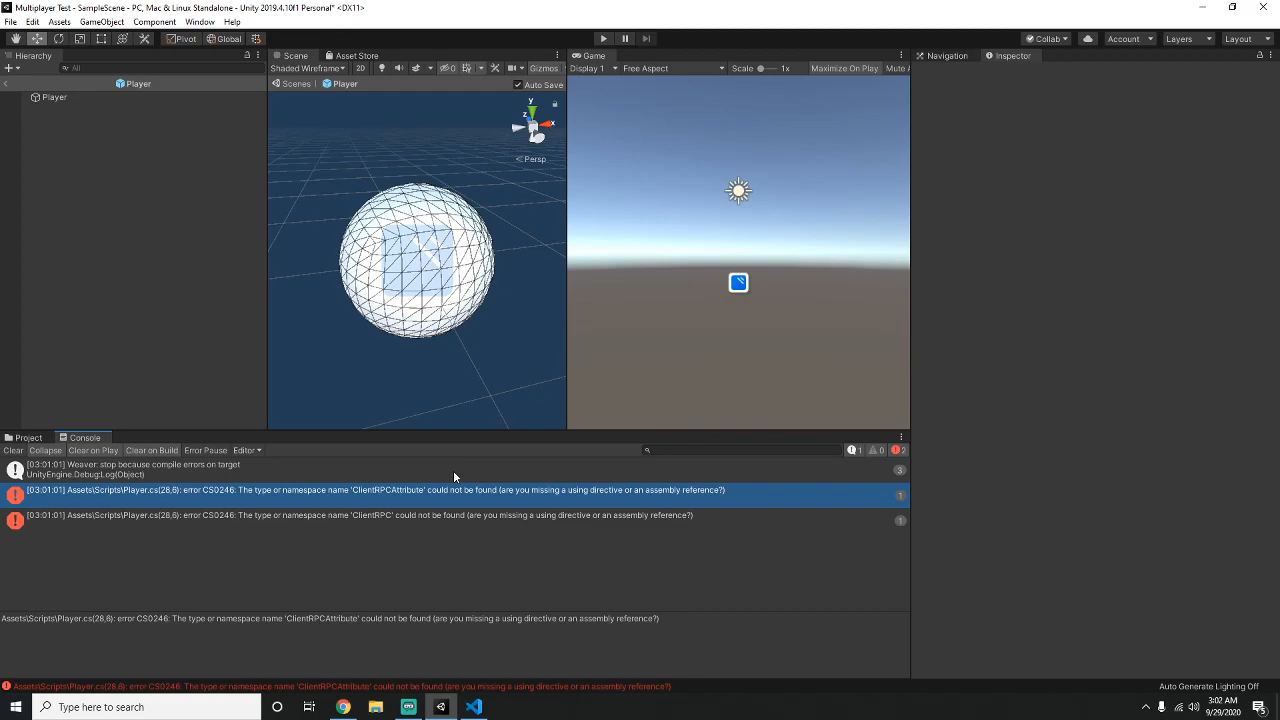 Multiplayer Test - SampleScene - PC, Mac & Linux Standalone - Unity 2019.4.10f1 Personal* <DX11>
File Edit Assets GameObject Component Window Help
Pivot Global Collab Account Layers Layout
Hierarchy Scene Asset Store Game Navigation Inspector
All Shaded Wireframe 2D 0 Gizmos Display 1 Free Aspect Scale 1x Maximize On Play Mute A
Player Scenes Player Auto Save
Player
y
z
x
Persp
Project Console
Clear Collapse Clear on Play Clear on Build Error Pause Editor 1 0 2
[03:01:01] Weaver: stop because compile errors on target
UnityEngine.Debug:Log(Object)
3
[03:01:01] Assets\Scripts\Player.cs(28,6): error CS0246: The type or namespace name 'ClientRPCAttribute' could not be found (are you missing a using directive or an assembly reference?)
1
[03:01:01] Assets\Scripts\Player.cs(28,6): error CS0246: The type or namespace name 'ClientRPC' could not be found (are you missing a using directive or an assembly reference?)
1
Assets\Scripts\Player.cs(28,6): error CS0246: The type or namespace name 'ClientRPCAttribute' could not be found (are you missing a using directive or an assembly reference?)
Assets\Scripts\Player.cs(28,6): error CS0246: The type or namespace name 'ClientRPCAttribute' could not be found (are you missing a using directive or an assembly reference?)
Auto Generate Lighting Off
Type here to search
3:02 AM
9/29/2020